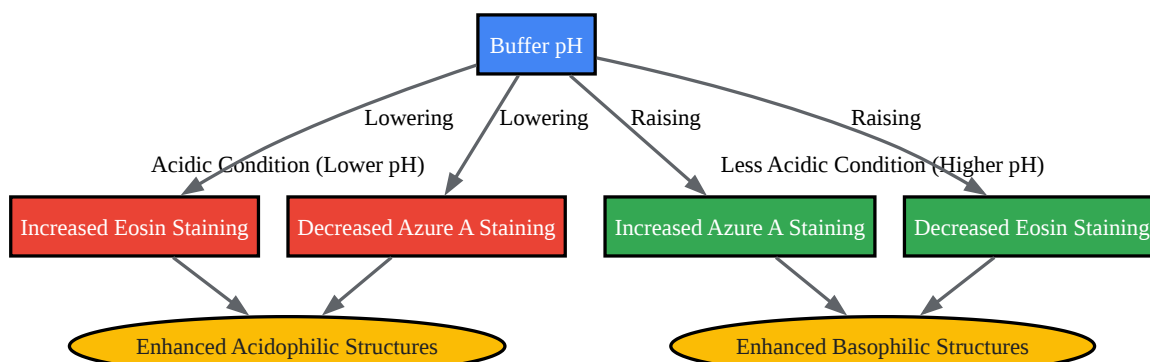 Buffer pH
Lowering
Lowering
Raising
Raising
Acidic Condition (Lower pH)
Less Acidic Condition (Higher pH)
Increased Eosin Staining
Decreased Azure A Staining
Increased Azure A Staining
Decreased Eosin Staining
Enhanced Acidophilic Structures
Enhanced Basophilic Structures